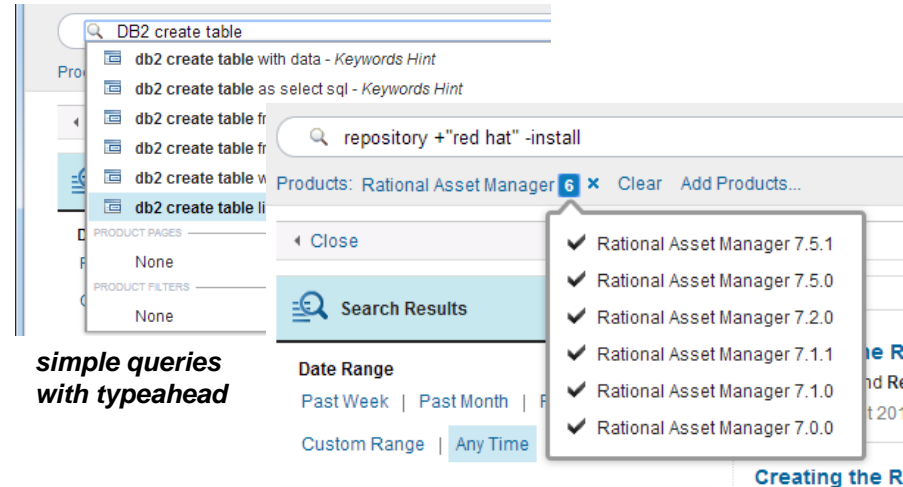 DB2 create table
db2 create table with data - Keywords Hint
db2 create table as select sql - Keywords Hint
db2 create table
db2 create table
db2 create table
db2 create table
PRODUCT PAGES
None
PRODUCT FILTERS
None
simple queries
with typeahead
repository +"red hat" -install
Products: Rational Asset Manager 6 × Clear Add Products...
Close
Search Results
Date Range
Past Week | Past Month |
Custom Range | Any Time
✔ Rational Asset Manager 7.5.1
✔ Rational Asset Manager 7.5.0
✔ Rational Asset Manager 7.2.0
✔ Rational Asset Manager 7.1.1
✔ Rational Asset Manager 7.1.0
✔ Rational Asset Manager 7.0.0
Creating the R